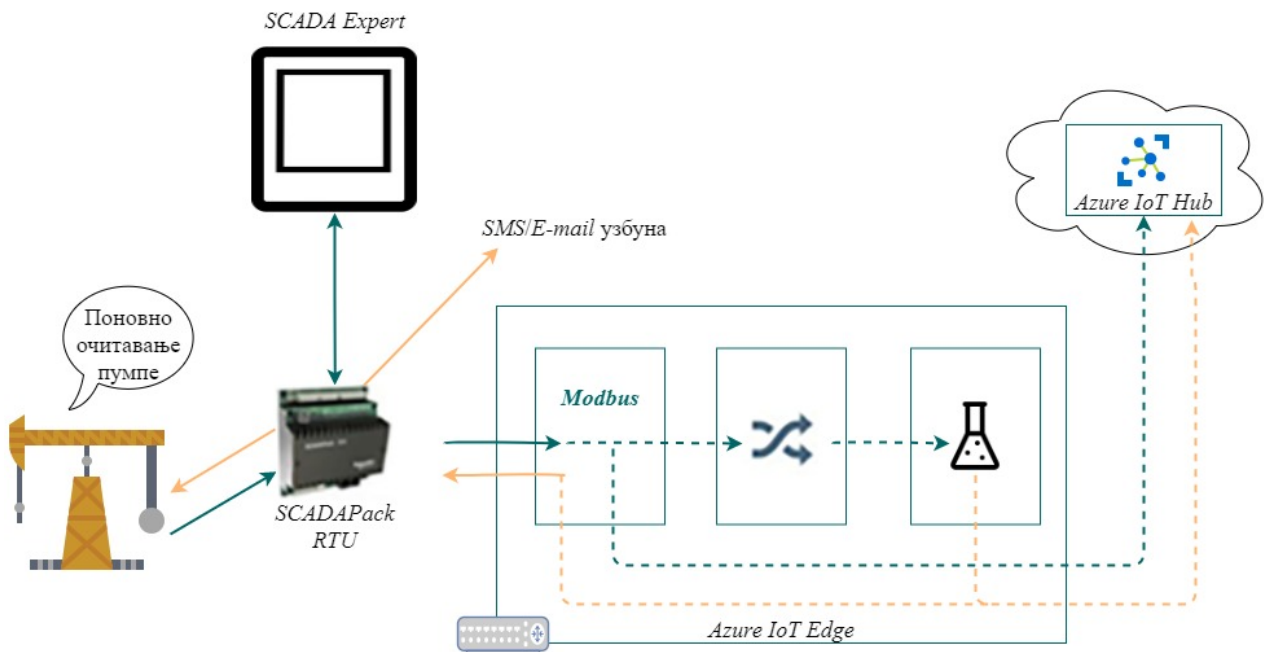 SCADA Expert
Azure IoT Hub
SMS/E-mail узбуна
Поновно
очитавање
пумпе
Modbus
SCADAPack
RTU
Azure IoT Edge